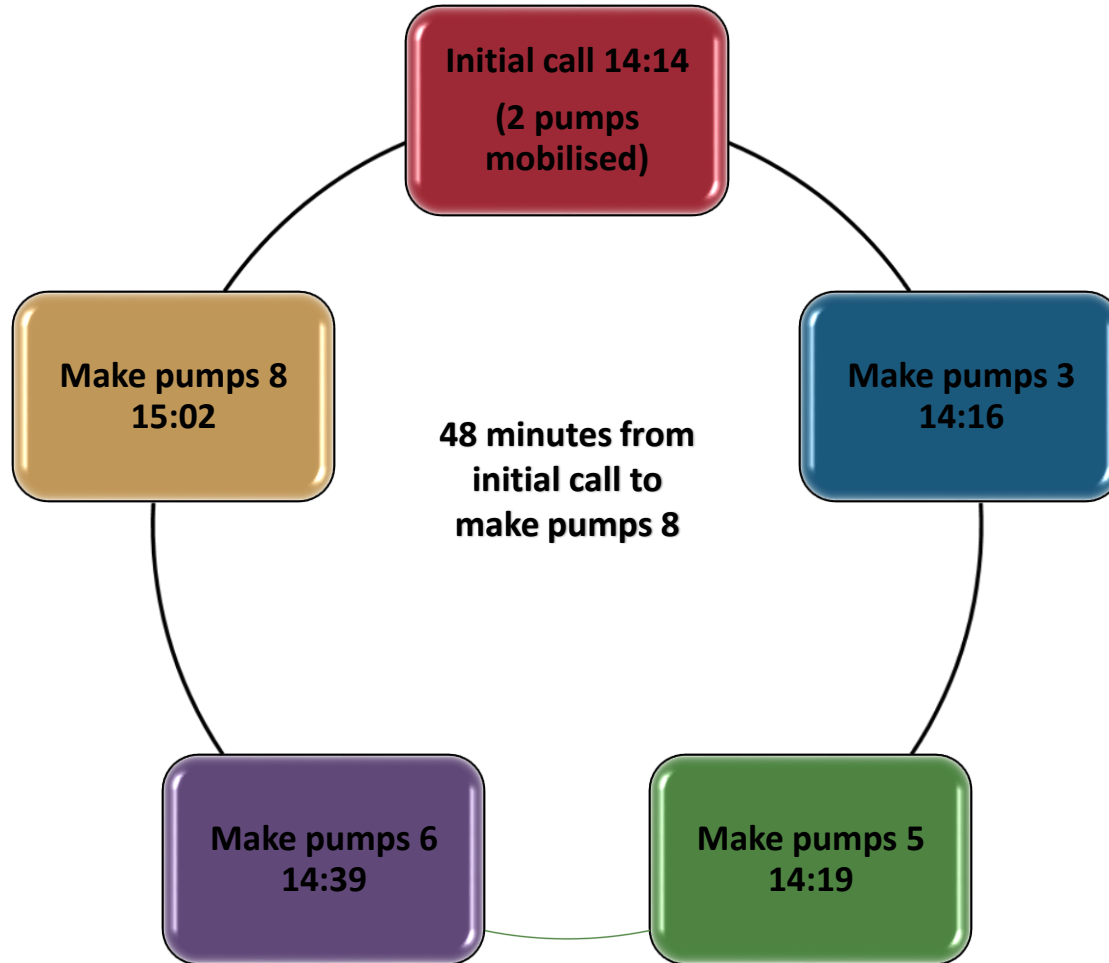 Initial call 14:14
(2 pumps
mobilised)
Make pumps 3
14:16
Make pumps 5
14:19
Make pumps 6
14:39
Make pumps 8
15:02
48 minutes from
initial call to
make pumps 8